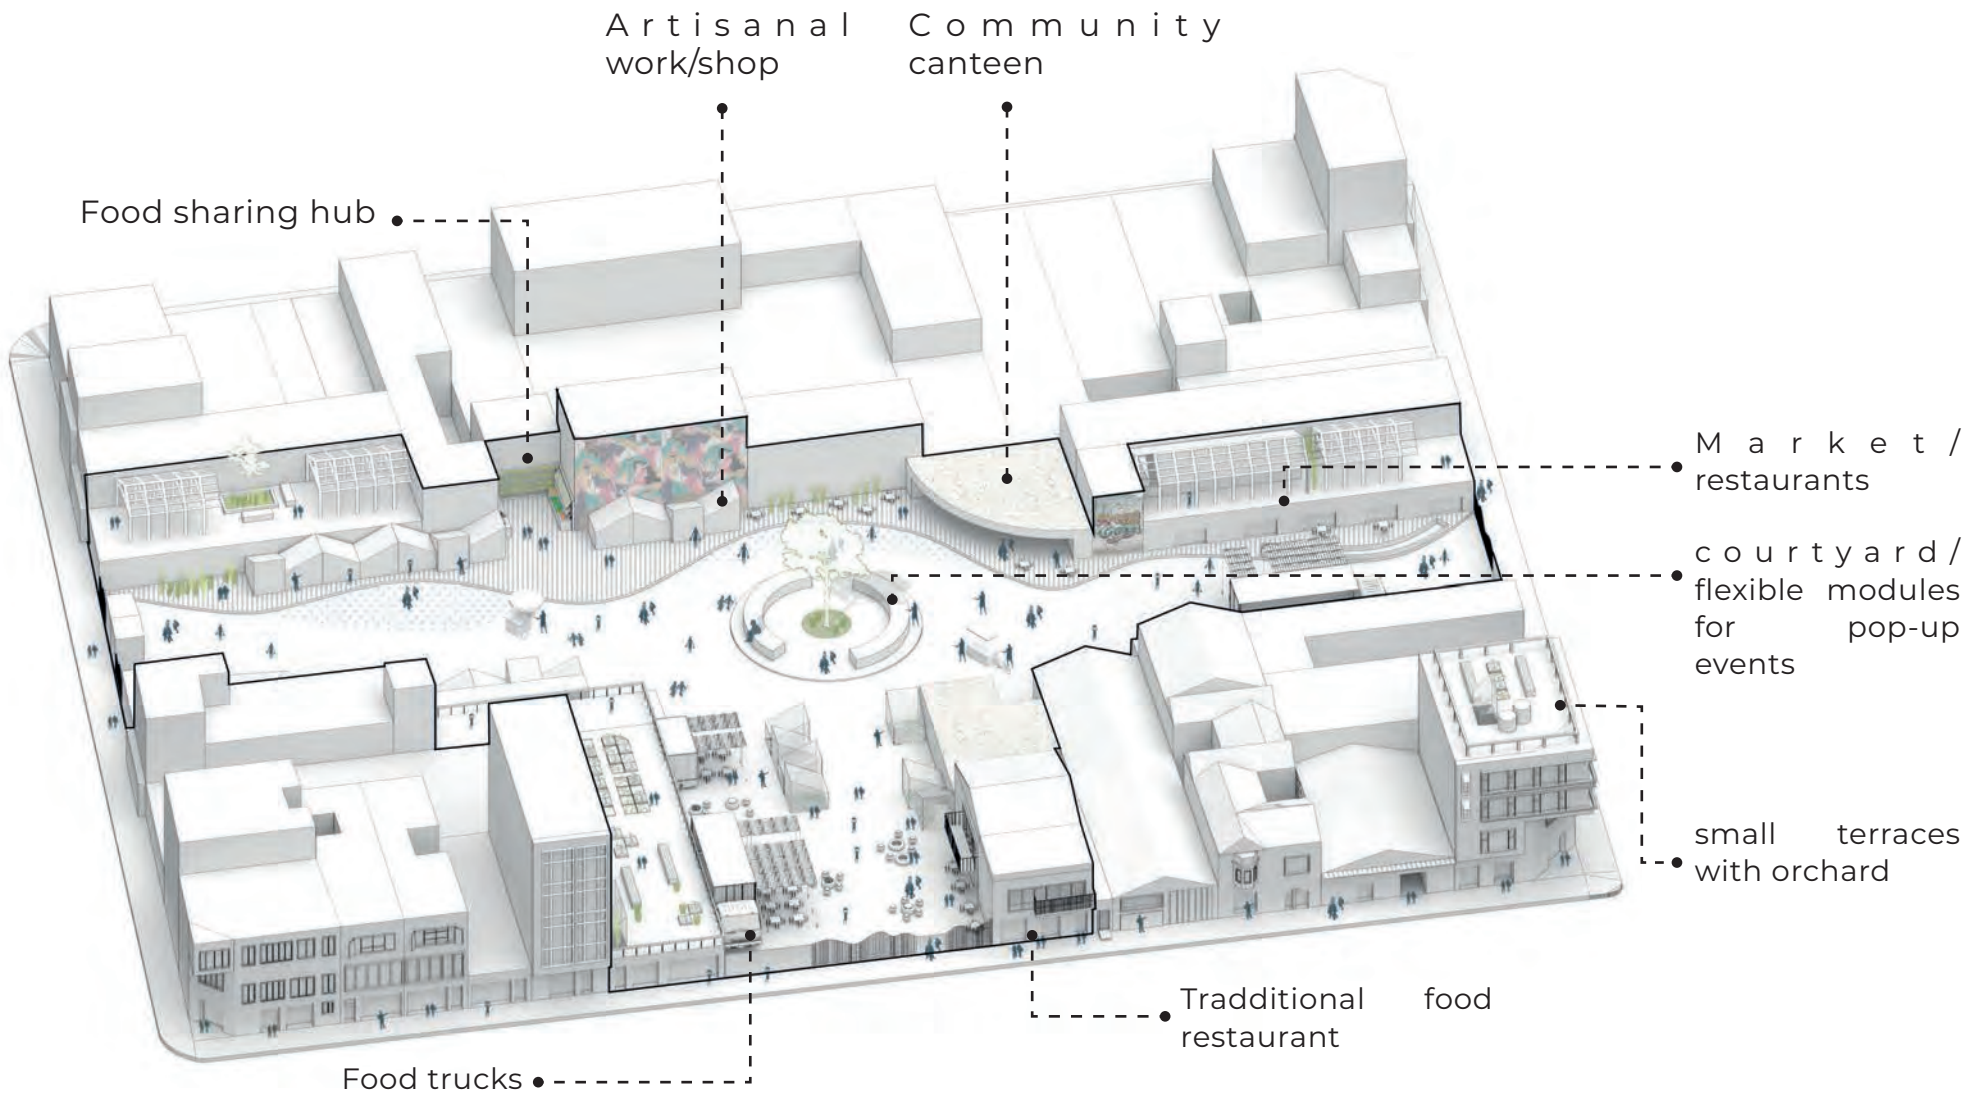 Artisanal
work/shop
Community
canteen
Food sharing hub
Market/
restaurants
courtyard/
flexible modules
for pop-up
events
small terraces
with orchard
Tradditional food
restaurant
Food trucks